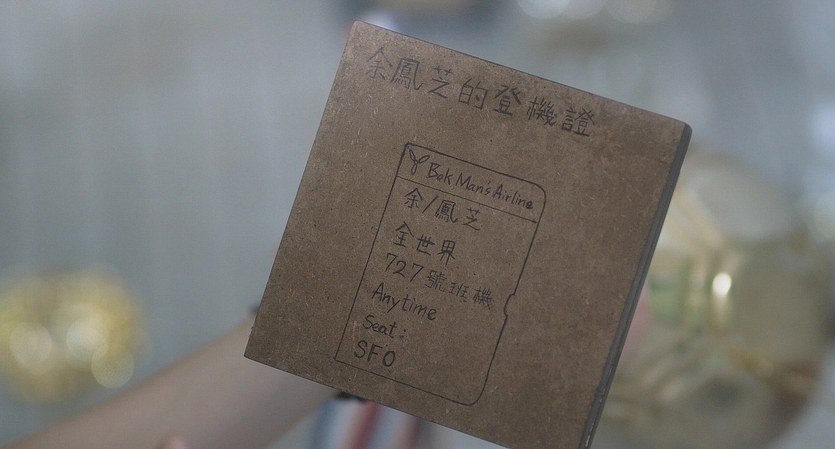 余鳳芝的登機證
Bok Man's Airline
余/鳳芝
全世界
727號班機
Anytime
Seat:
SFO